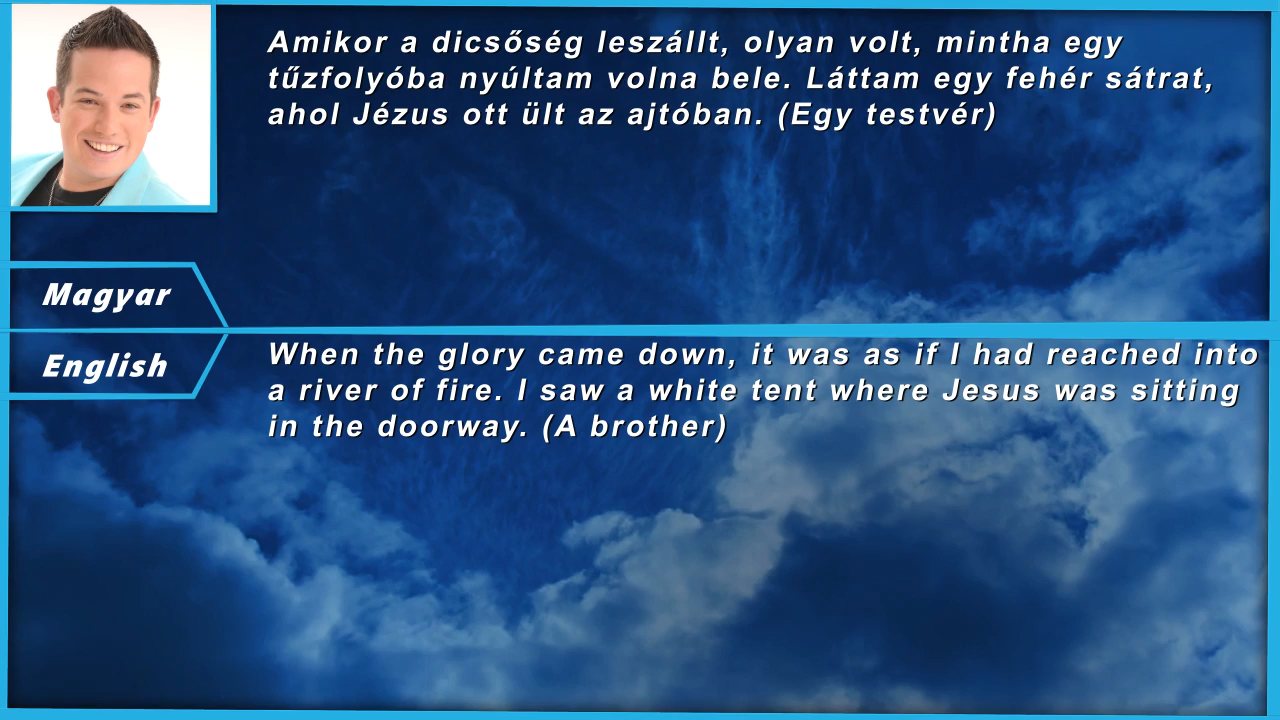 Amikor a dicsőség leszállt, olyan volt, mintha egy
tűzfolyóba nyúltam volna bele. Láttam egy fehér sátrat,
ahol Jézus ott ült az ajtóban. (Egy testvér)
Magyar
English
When the glory came down, it was as if I had reached into
a river of fire. I saw a white tent where Jesus was sitting
in the doorway. (A brother)